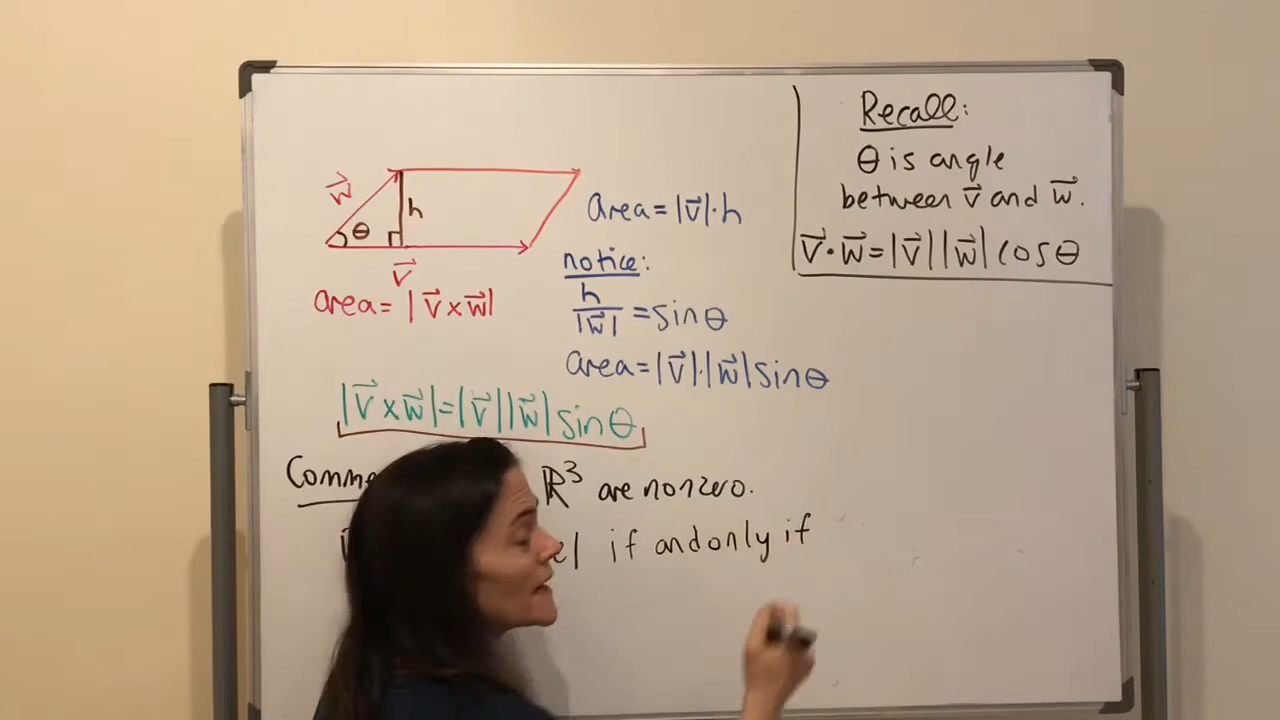 w⃗
θ
h
v⃗
area = |v⃗ × w⃗|
area = |v⃗|·h
notice:
h/|w⃗| = sin θ
area = |v⃗|·|w⃗| sin θ
|v⃗ × w⃗| = |v⃗||w⃗| sin θ
Recall:
θ is angle
between v⃗ and w⃗.
v⃗ · w⃗ = |v⃗||w⃗| cos θ
ℝ³ are nonzero.
if and only if